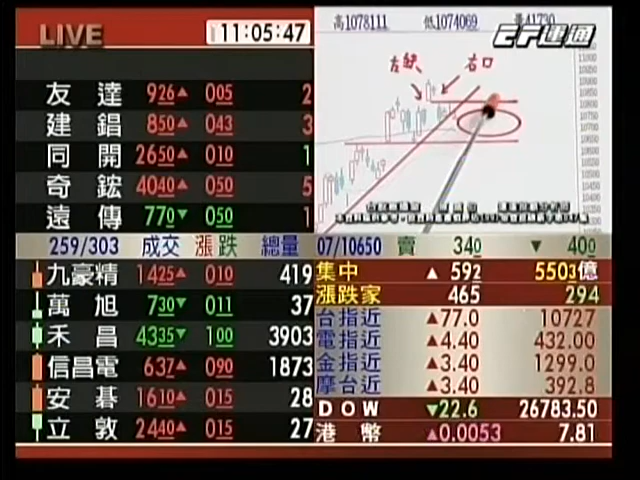 LIVE 11:05:47
高1078111 低1074069 量41730
EF運通
左缺 右口
友達 926▲ 005 2
建錩 850▲ 043 3
同開 2650▲ 010 1
奇鋐 4040▲ 050 5
遠傳 770▼ 050 1
259/303 成交 漲跌 總量
九豪精 1425▲ 010 419
萬旭 730▼ 011 37
禾昌 4335▼ 100 3903
信昌電 637▲ 090 1873
安碁 1610▲ 015 28
立敦 2440▲ 015 27
07/10650 賣 340 ▼ 400
集中 ▲ 592 5503億
漲跌家 465 294
台指近 ▲77.0 10727
電指近 ▲4.40 432.00
金指近 ▲3.40 1299.0
摩台近 ▲3.40 392.8
DOW ▼22.6 26783.50
港幣 ▲0.0053 7.81